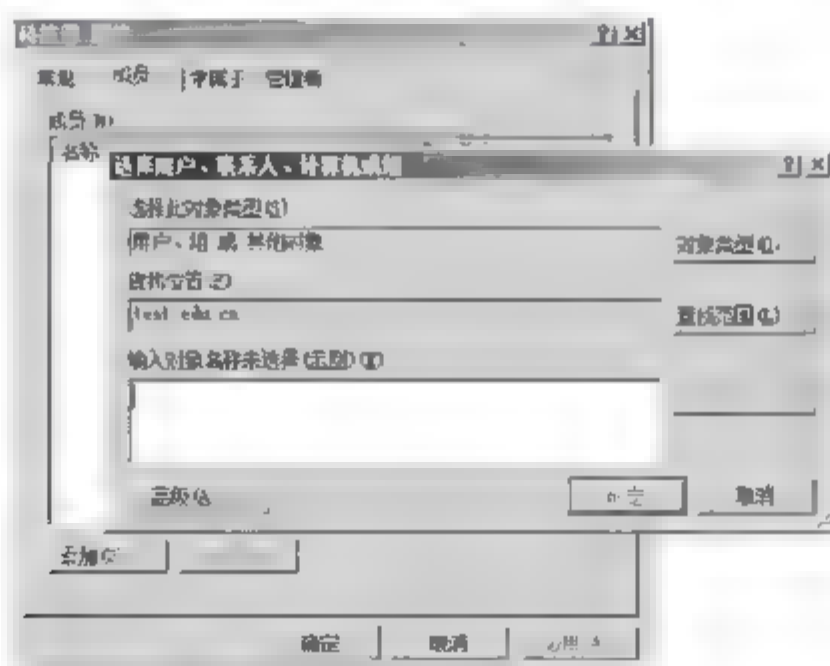 常规 成员 隶属于 管理者
成员(M)
名称
选择用户、联系人、计算机或组
选择此对象类型(S)
用户、组 或 其他对象
对象类型(O)
查找位置(F)
test edu cn
查找范围(L)
输入对象名称来选择(示例)(E)
高级(A)
确定 取消
添加(D)
确定 取消